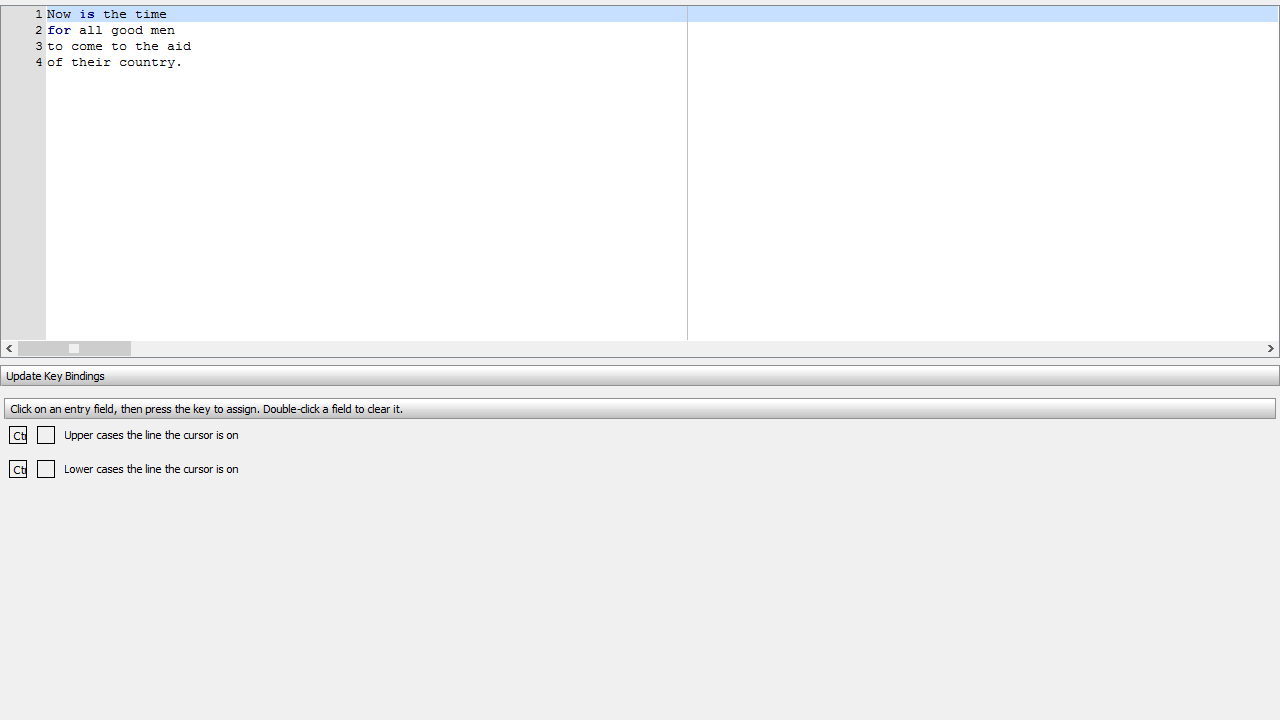 1 Now is the time
2 for all good men
3 to come to the aid
4 of their country.
Update Key Bindings
Click on an entry field, then press the key to assign. Double-click a field to clear it.
Upper cases the line the cursor is on
Lower cases the line the cursor is on